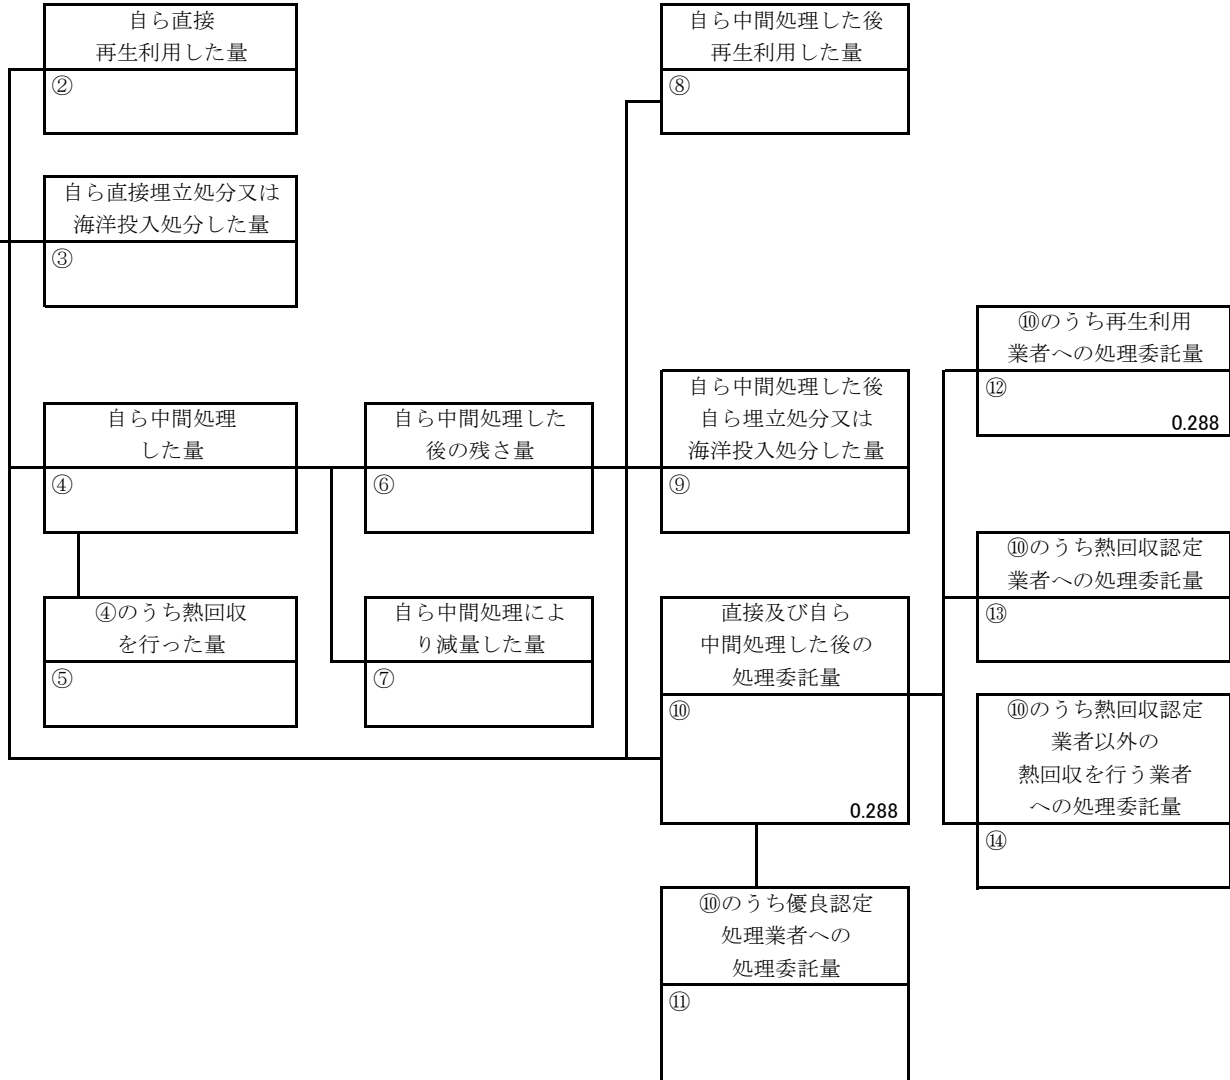 自ら直接
再生利用した量
②
自ら中間処理した後
再生利用した量
⑧
自ら直接埋立処分又は
海洋投入処分した量
③
⑩のうち再生利用
業者への処理委託量
⑫
0.288
自ら中間処理
した量
④
自ら中間処理した
後の残さ量
⑥
自ら中間処理した後
自ら埋立処分又は
海洋投入処分した量
⑨
⑩のうち熱回収認定
業者への処理委託量
⑬
④のうち熱回収
を行った量
⑤
自ら中間処理によ
り減量した量
⑦
直接及び自ら
中間処理した後の
処理委託量
⑩
0.288
⑩のうち熱回収認定
業者以外の
熱回収を行う業者
への処理委託量
⑭
⑩のうち優良認定
処理業者への
処理委託量
⑪